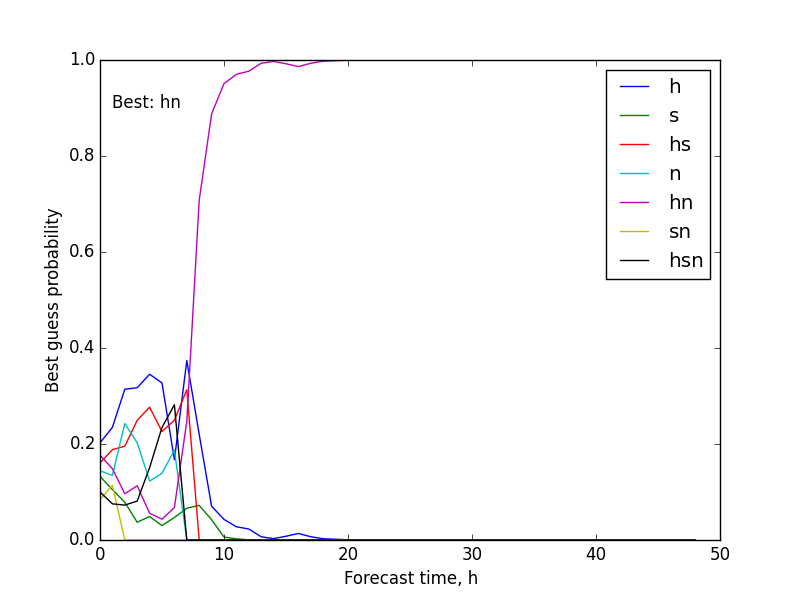 Best: hn
h
s
hs
n
hn
sn
hsn
Best guess probability
1.0
0.8
0.6
0.4
0.2
0.0
0 10 20 30 40 50
Forecast time, h